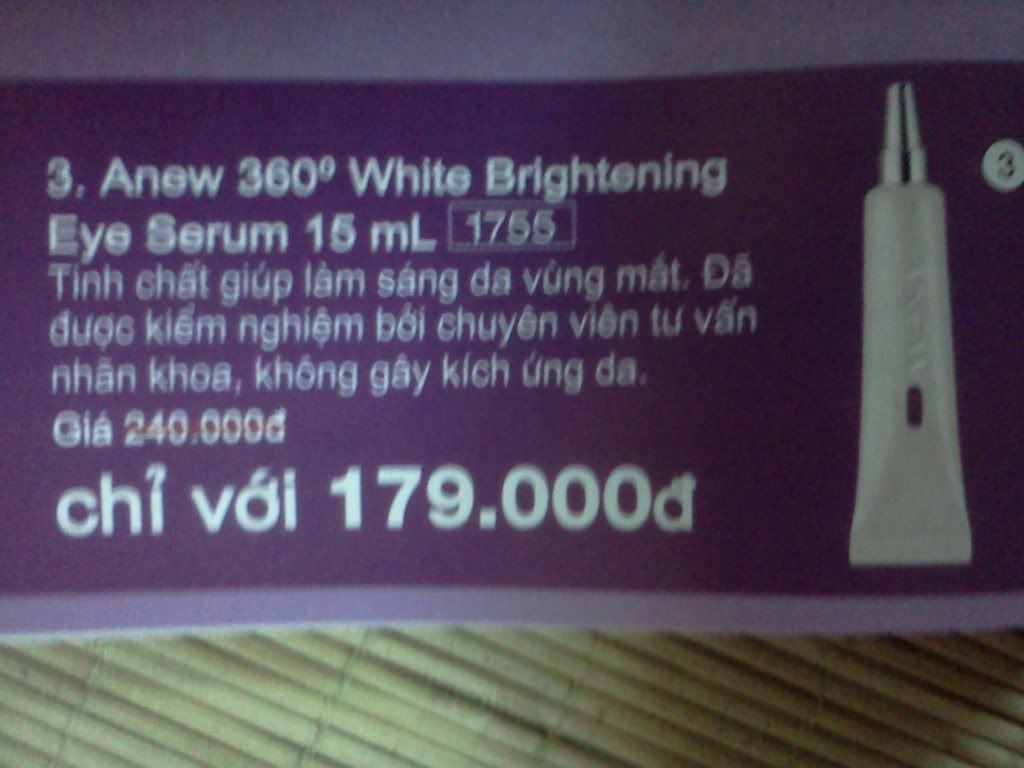 3. Anew 360º White Brightening
Eye Serum 15 mL 1755
Tinh chất giúp làm sáng da vùng mắt. Đã
được kiểm nghiệm bởi chuyên viên tư vấn
nhãn khoa, không gây kích ứng da.
Giá 240.000đ
chỉ với 179.000đ
3
ANEW